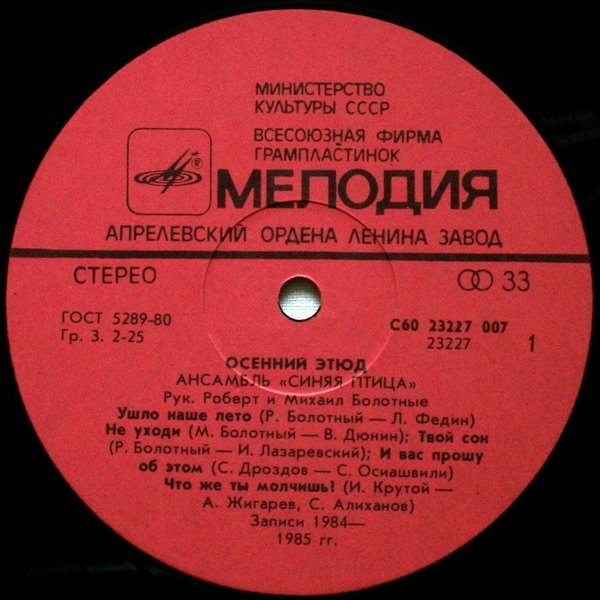 МИНИСТЕРСТВО
КУЛЬТУРЫ СССР
ВСЕСОЮЗНАЯ ФИРМА
ГРАМПЛАСТИНОК
®
МЕЛОДИЯ
АПРЕЛЕВСКИЙ ОРДЕНА ЛЕНИНА ЗАВОД
СТЕРЕО
33
ГОСТ 5289-80
Гр. 3. 2-25
С60 23227 007
23227
1
ОСЕННИЙ ЭТЮД
АНСАМБЛЬ «СИНЯЯ ПТИЦА»
Рук. Роберт и Михаил Болотные
Ушло наше лето (Р. Болотный — Л. Федин)
Не уходи (М. Болотный — В. Дюнин); Твой сон
(Р. Болотный — И. Лазаревский); И вас прошу
об этом (С. Дроздов — С. Осиашвили)
Что же ты молчишь! (И. Крутой —
А. Жигарев, С. Алиханов)
Записи 1984—
1985 гг.